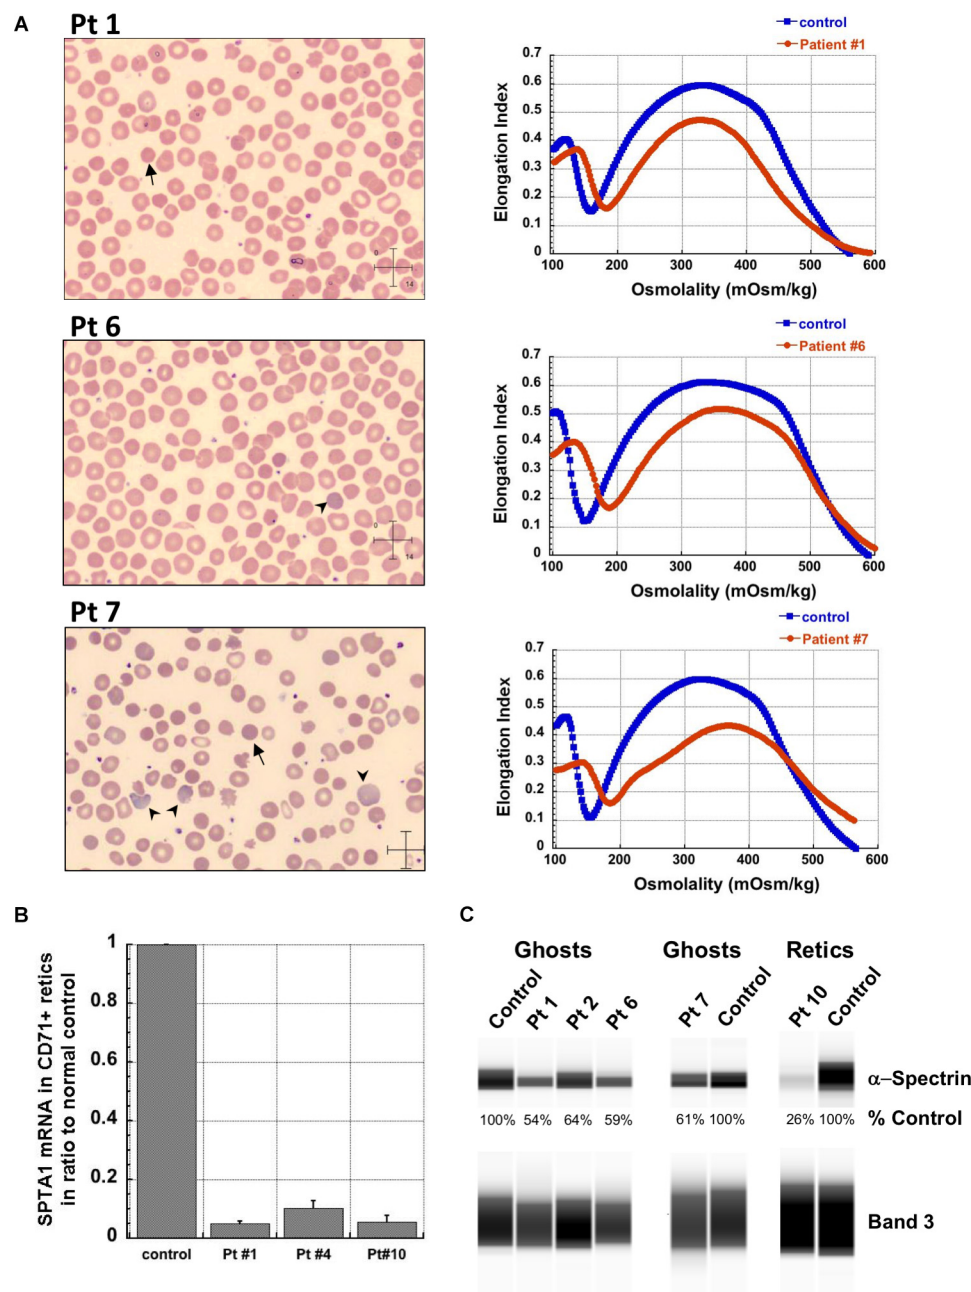 A
Pt 1
0
14
control
Patient #1
0.7
0.6
0.5
0.4
0.3
0.2
0.1
0
Elongation Index
100 200 300 400 500 600
Osmolality (mOsm/kg)
Pt 6
0
14
control
Patient #6
0.7
0.6
0.5
0.4
0.3
0.2
0.1
0
Elongation Index
100 200 300 400 500 600
Osmolality (mOsm/kg)
Pt 7
control
Patient #7
0.7
0.6
0.5
0.4
0.3
0.2
0.1
0
Elongation Index
100 200 300 400 500 600
Osmolality (mOsm/kg)
B
SPTA1 mRNA in CD71+ retics
in ratio to normal control
1
0.8
0.6
0.4
0.2
0
control Pt #1 Pt #4 Pt#10
C
Ghosts Ghosts Retics
Control Pt 1 Pt 2 Pt 6 Pt 7 Control Pt 10 Control
α–Spectrin
100% 54% 64% 59% 61% 100% 26% 100% % Control
Band 3